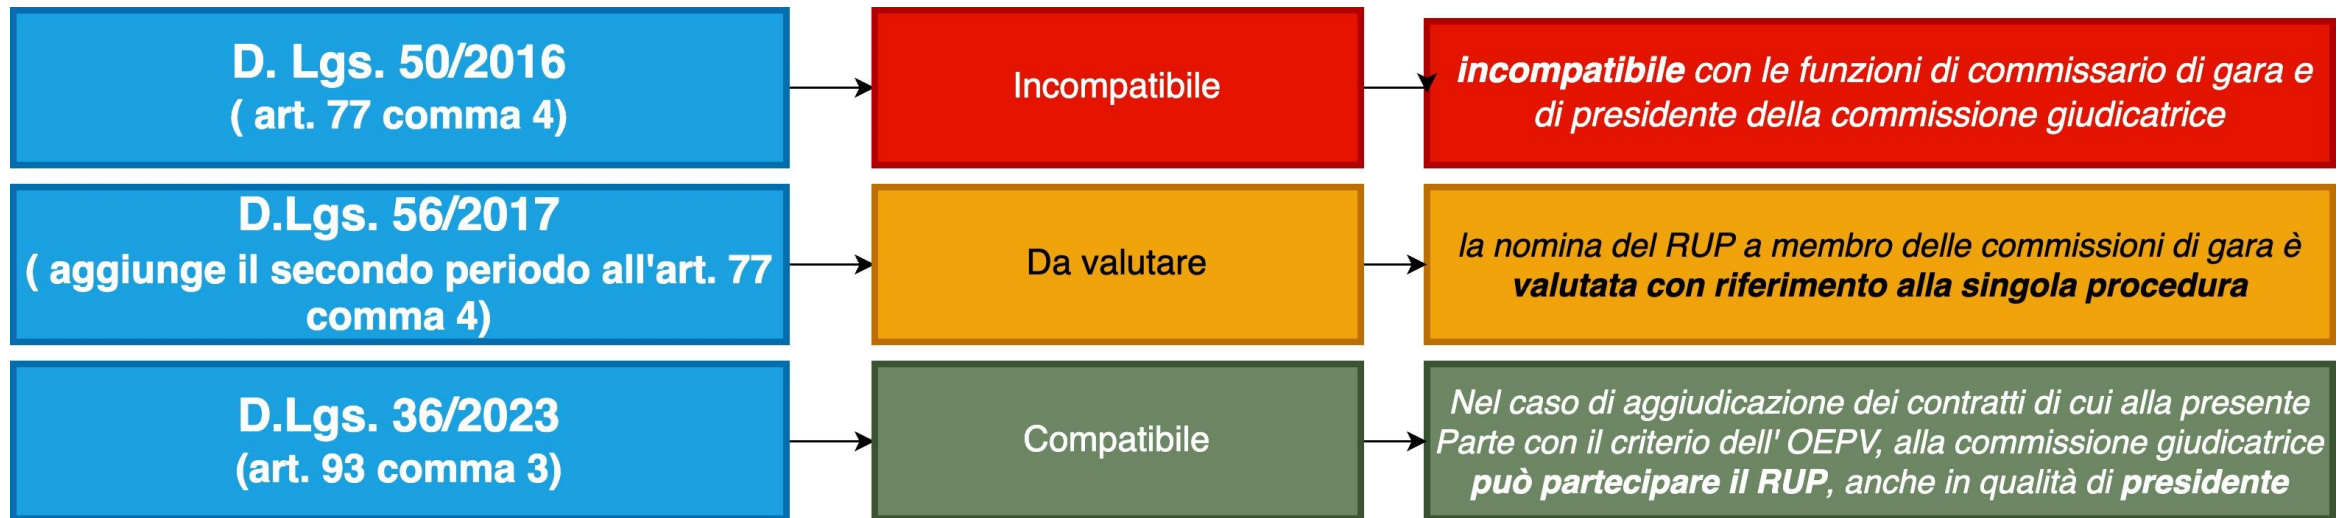 D. Lgs. 50/2016
( art. 77 comma 4)
Incompatibile
incompatibile con le funzioni di commissario di gara e
di presidente della commissione giudicatrice
D.Lgs. 56/2017
( aggiunge il secondo periodo all'art. 77
comma 4)
Da valutare
la nomina del RUP a membro delle commissioni di gara è
valutata con riferimento alla singola procedura
D.Lgs. 36/2023
(art. 93 comma 3)
Compatibile
Nel caso di aggiudicazione dei contratti di cui alla presente
Parte con il criterio dell' OEPV, alla commissione giudicatrice
può partecipare il RUP, anche in qualità di presidente